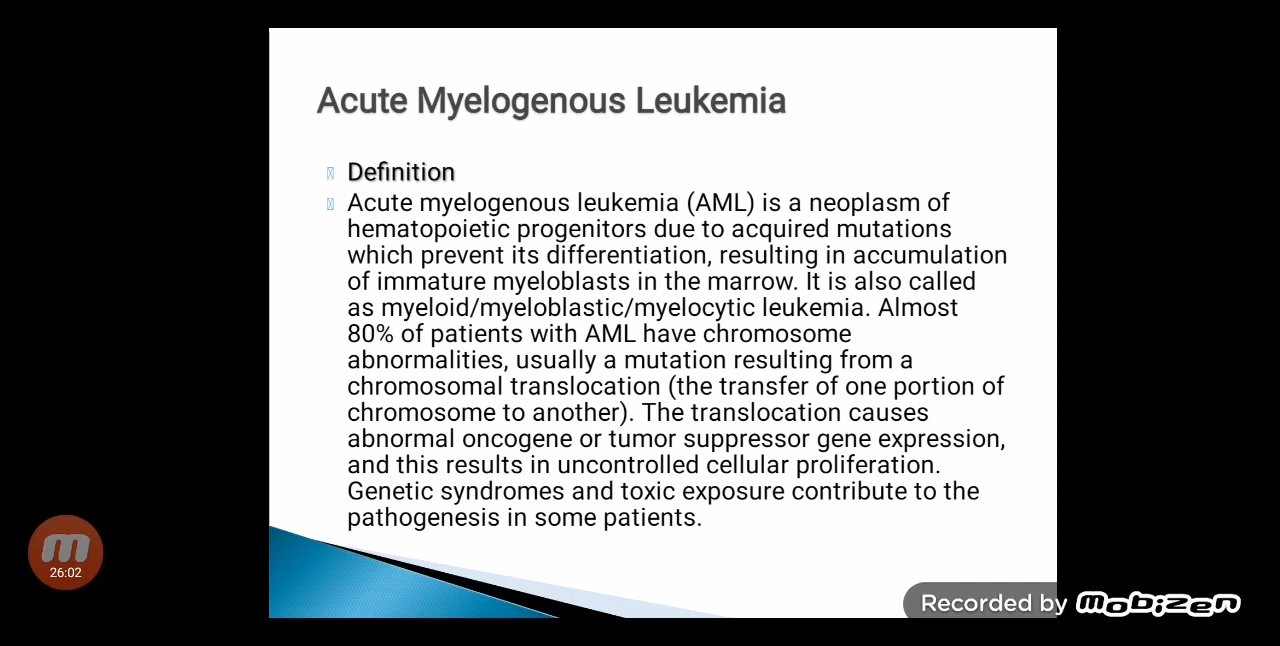 Acute Myelogenous Leukemia
Definition
Acute myelogenous leukemia (AML) is a neoplasm of
hematopoietic progenitors due to acquired mutations
which prevent its differentiation, resulting in accumulation
of immature myeloblasts in the marrow. It is also called
as myeloid/myeloblastic/myelocytic leukemia. Almost
80% of patients with AML have chromosome
abnormalities, usually a mutation resulting from a
chromosomal translocation (the transfer of one portion of
chromosome to another). The translocation causes
abnormal oncogene or tumor suppressor gene expression,
and this results in uncontrolled cellular proliferation.
Genetic syndromes and toxic exposure contribute to the
pathogenesis in some patients.
26:02
Recorded by mobizen